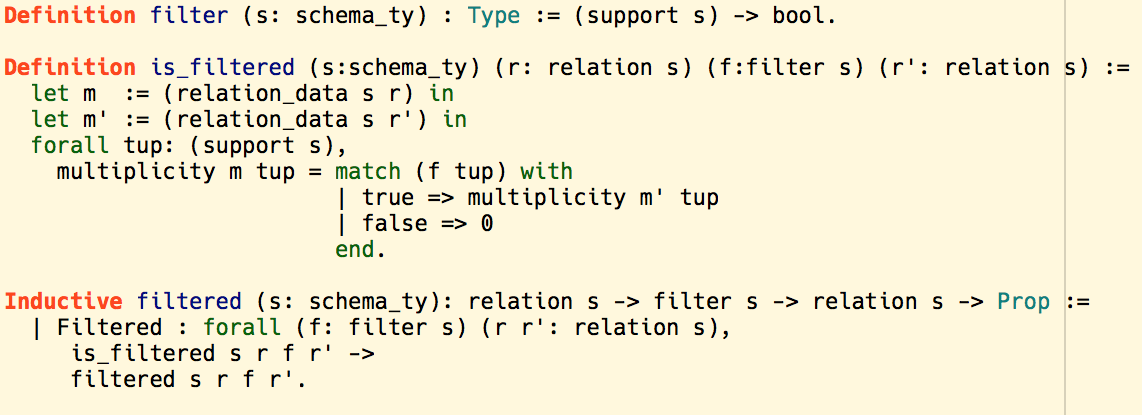 Definition filter (s: schema_ty) : Type := (support s) -> bool.
Definition is_filtered (s:schema_ty) (r: relation s) (f:filter s) (r': relation s) :=
let m := (relation_data s r) in
let m' := (relation_data s r') in
forall tup: (support s),
multiplicity m tup = match (f tup) with
| true => multiplicity m' tup
| false => 0
end.
Inductive filtered (s: schema_ty): relation s -> filter s -> relation s -> Prop :=
| Filtered : forall (f: filter s) (r r': relation s),
is_filtered s r f r' ->
filtered s r f r'.